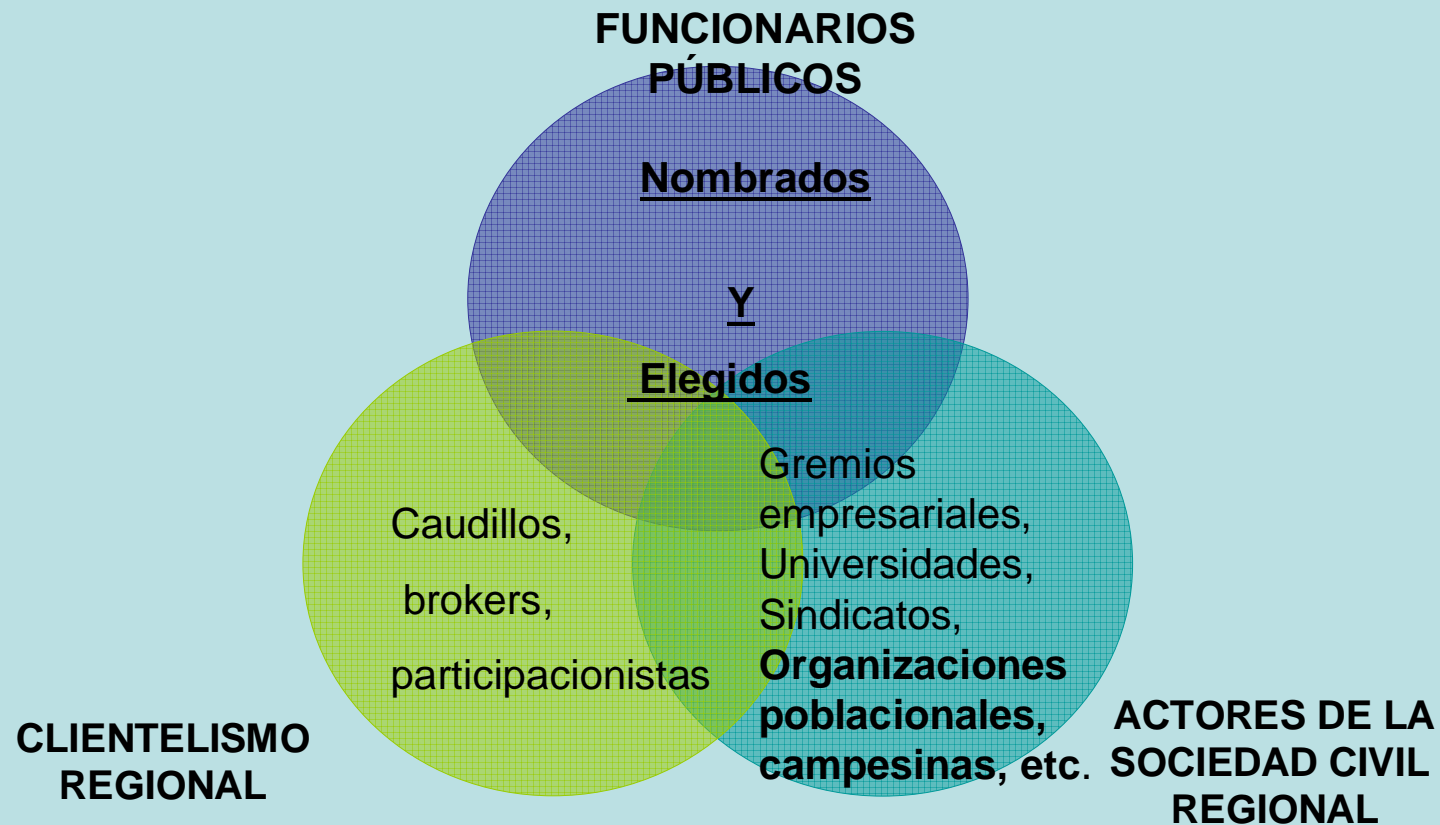 FUNCIONARIOS
PÚBLICOS
Nombrados
Y
Elegidos
Caudillos,
brokers,
participacionistas
Gremios
empresariales,
Universidades,
Sindicatos,
Organizaciones
poblacionales,
campesinas, etc.
CLIENTELISMO
REGIONAL
ACTORES DE LA
SOCIEDAD CIVIL
REGIONAL